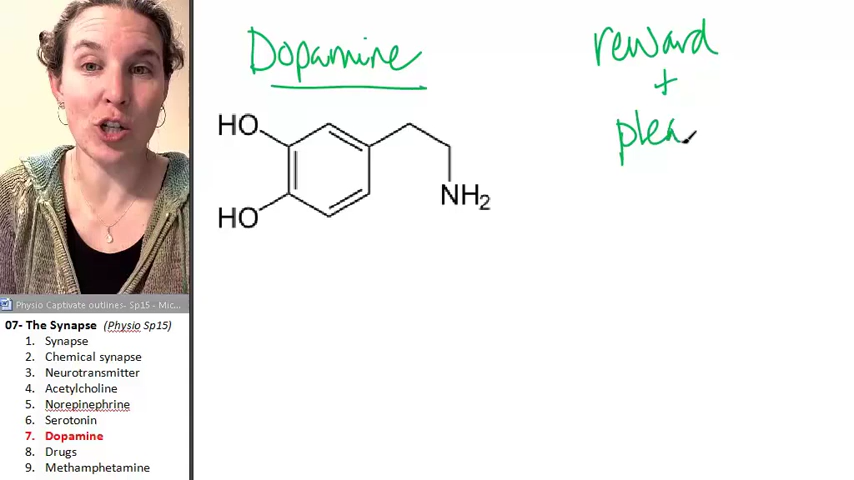 Dopamine
reward
+
plea
HO
HO
NH2
Physio Captivate outlines- Sp15 - Mic...
07- The Synapse (Physio Sp15)
1. Synapse
2. Chemical synapse
3. Neurotransmitter
4. Acetylcholine
5. Norepinephrine
6. Serotonin
7. Dopamine
8. Drugs
9. Methamphetamine